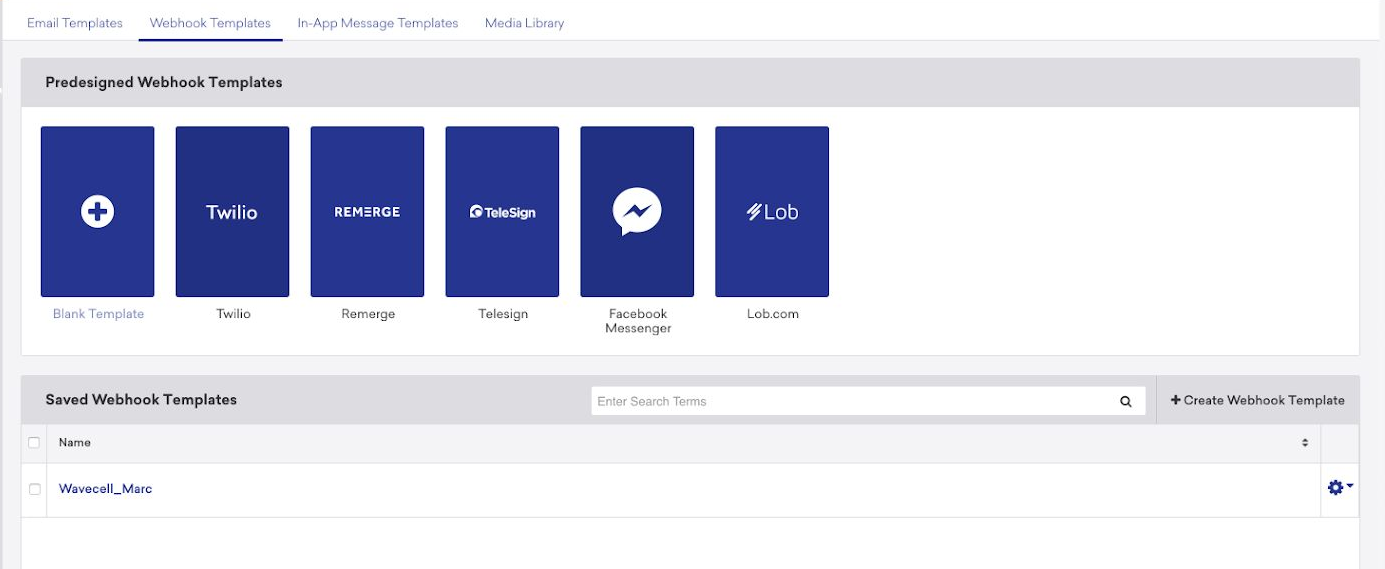 Email Templates Webhook Templates In-App Message Templates Media Library
Predesigned Webhook Templates
Twilio REMERGE TeleSign Lob
Blank Template Twilio Remerge Telesign Facebook Messenger Lob.com
Saved Webhook Templates Enter Search Terms Create Webhook Template
Name
Wavecell_Marc